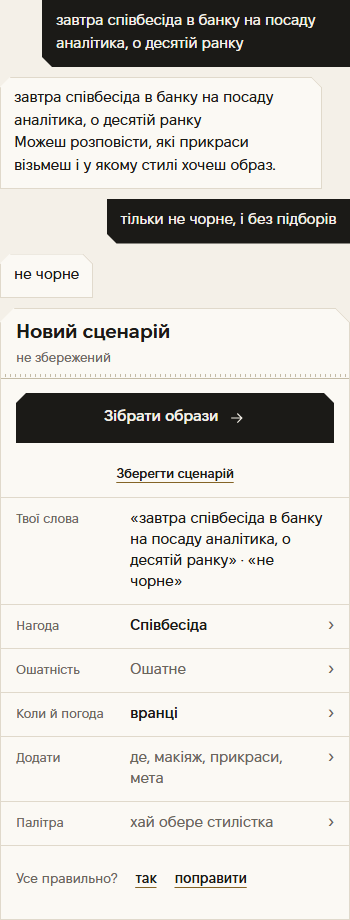 завтра співбесіда в банку на посаду
аналітика, о десятій ранку
завтра співбесіда в банку на посаду
аналітика, о десятій ранку
Можеш розповісти, які прикраси
візьмеш і у якому стилі хочеш образ.
тільки не чорне, і без підборів
не чорне
Новий сценарій
не збережений
Зібрати образи →
Зберегти сценарій
Твої слова «завтра співбесіда в банку
на посаду аналітика, о
десятій ранку» · «не
чорне»
Нагода Співбесіда ›
Ошатність Ошатне ›
Коли й погода вранці ›
Додати де, макіяж, прикраси, ›
мета
Палітра хай обере стилістка ›
Усе правильно? так поправити